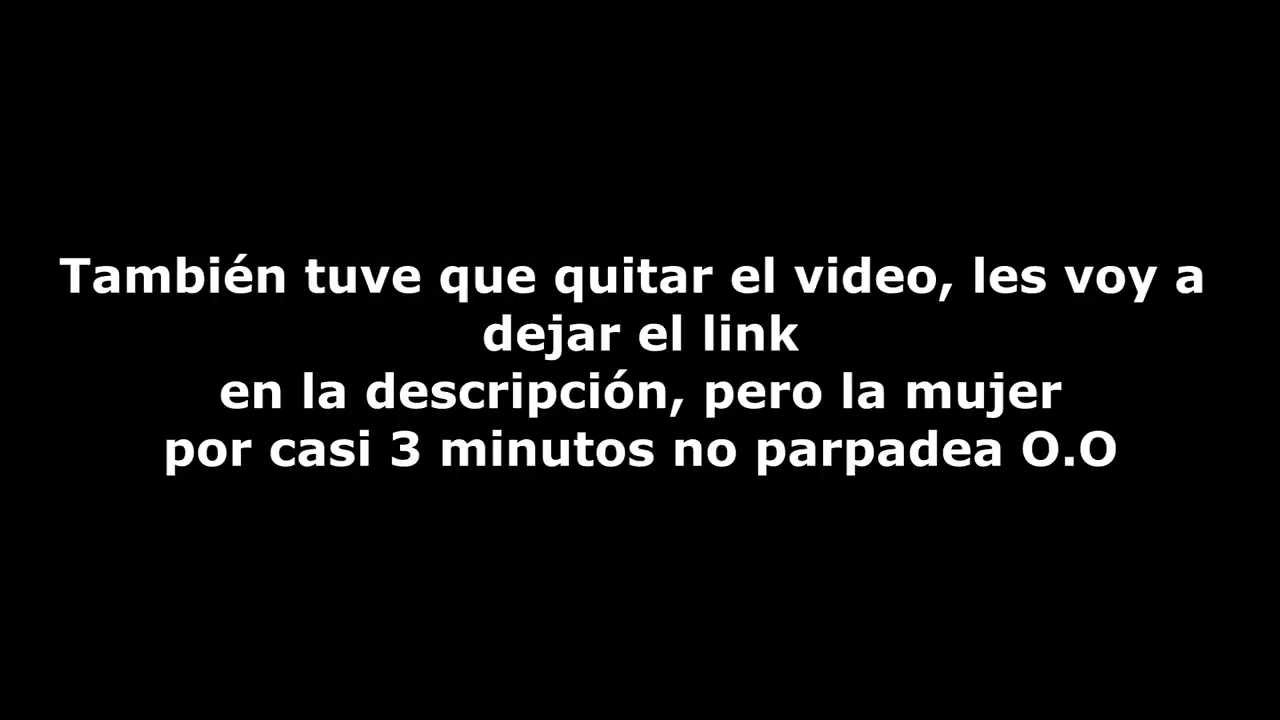 También tuve que quitar el video, les voy a
dejar el link
en la descripción, pero la mujer
por casi 3 minutos no parpadea O.O